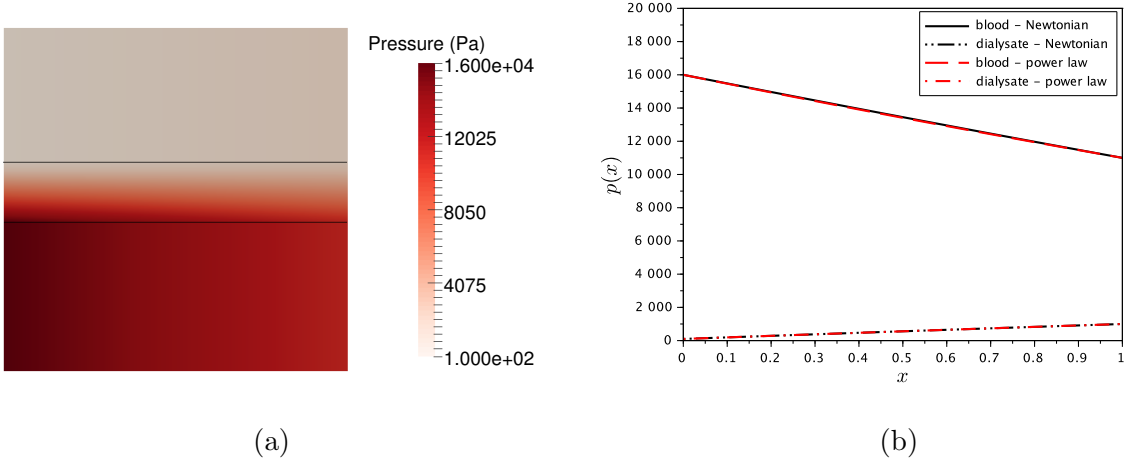 Pressure (Pa)
1.600e+04
12025
8050
4075
1.000e+02
(a)
20 000
18 000
16 000
14 000
12 000
10 000
8 000
6 000
4 000
2 000
0
p(x)
blood – Newtonian
dialysate – Newtonian
blood – power law
dialysate – power law
0 0.1 0.2 0.3 0.4 0.5 0.6 0.7 0.8 0.9 1
x
(b)